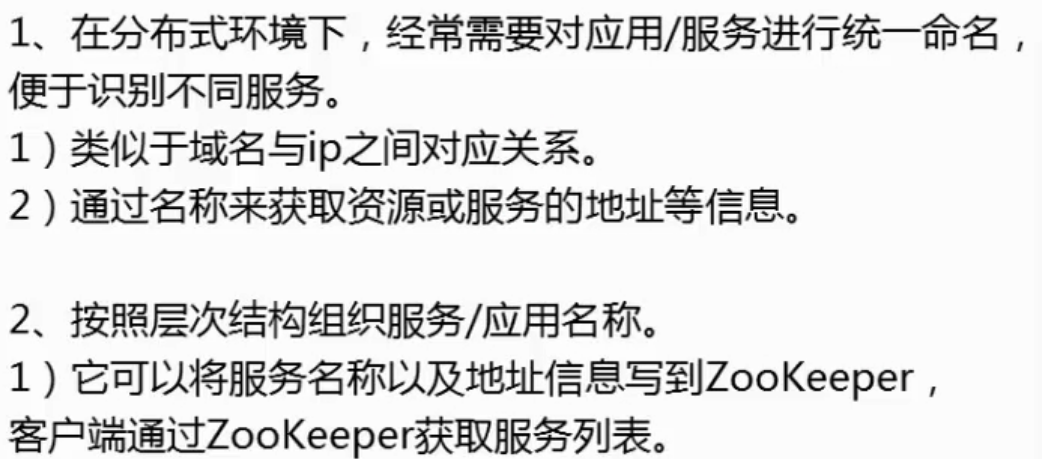 1、在分布式环境下，经常需要对应用/服务进行统一命名，
便于识别不同服务。
1）类似于域名与ip之间对应关系。
2）通过名称来获取资源或服务的地址等信息。
2、按照层次结构组织服务/应用名称。
1）它可以将服务名称以及地址信息写到ZooKeeper，
客户端通过ZooKeeper获取服务列表。